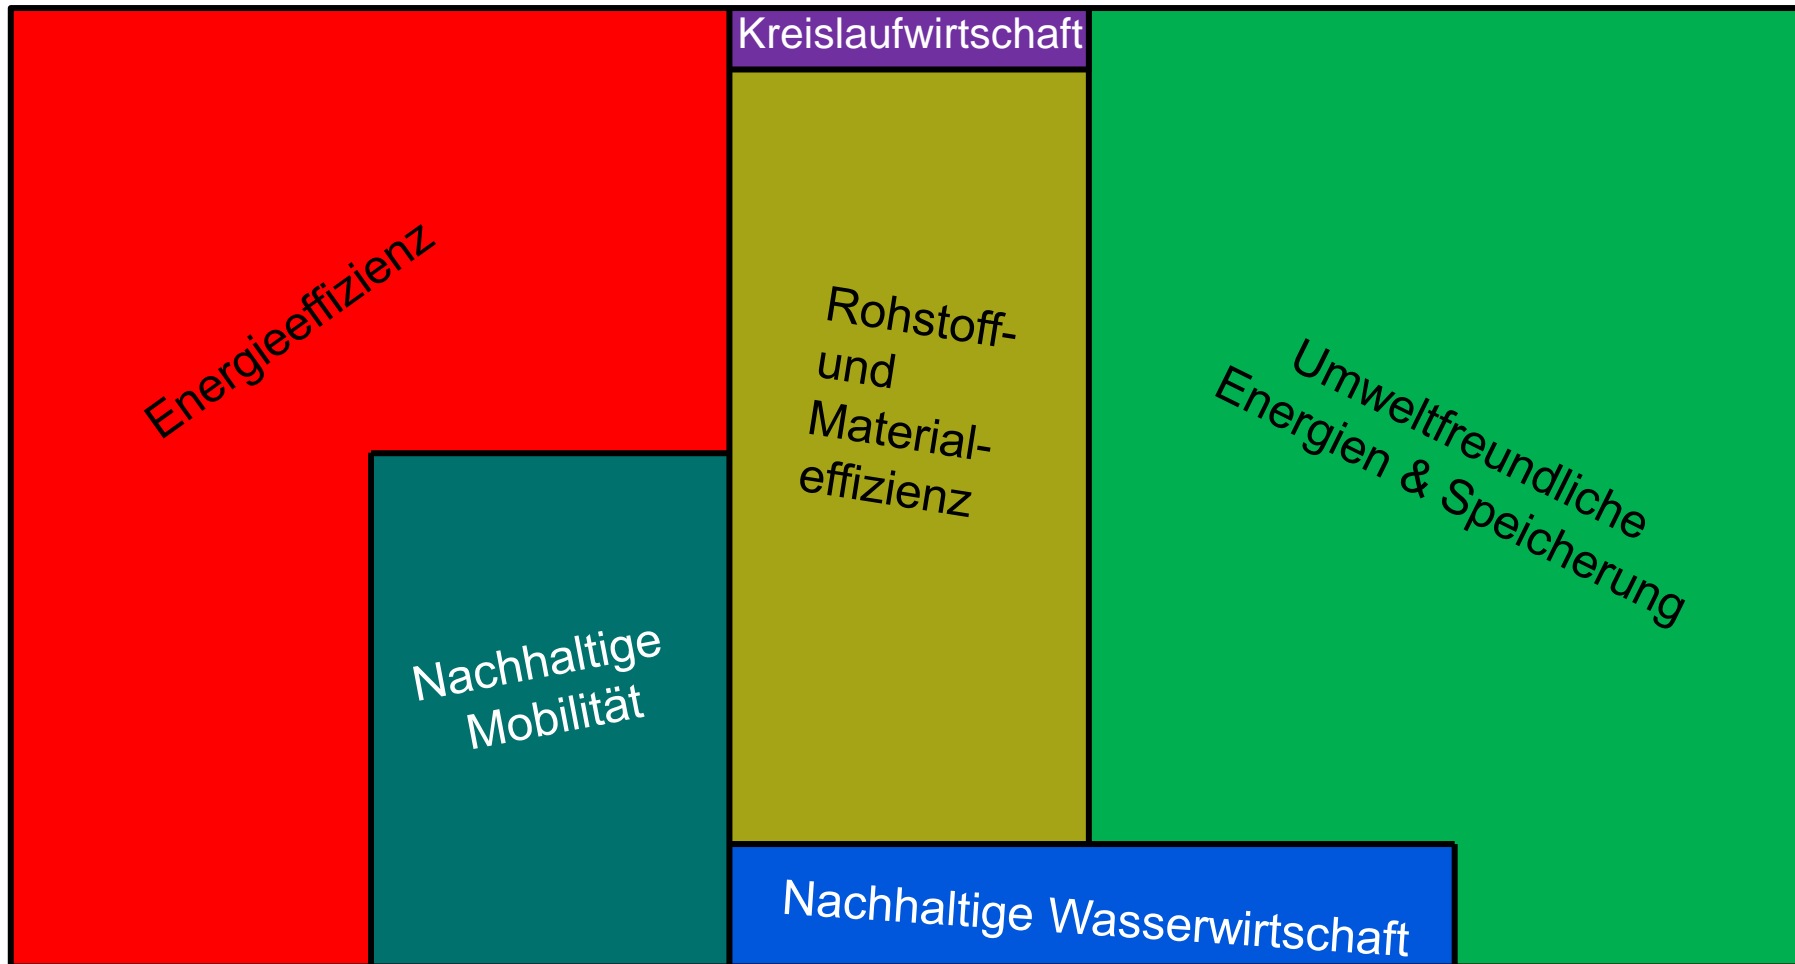 Kreislaufwirtschaft
Energieeffizienz
Rohstoff-
und
Material-
effizienz
Umweltfreundliche
Energien & Speicherung
Nachhaltige
Mobilität
Nachhaltige Wasserwirtschaft